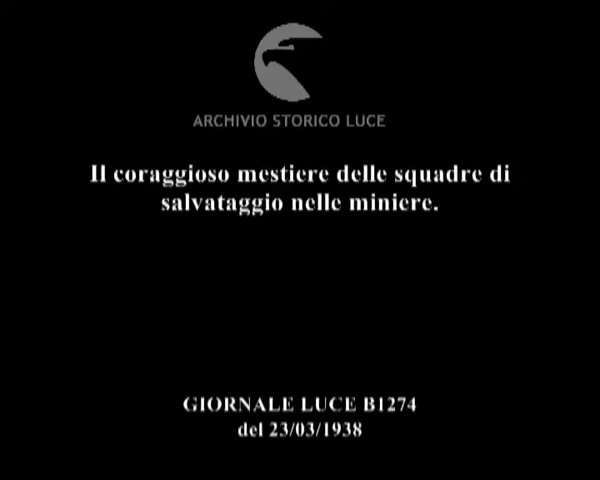 ARCHIVIO STORICO LUCE
Il coraggioso mestiere delle squadre di
salvataggio nelle miniere.
GIORNALE LUCE B1274
del 23/03/1938